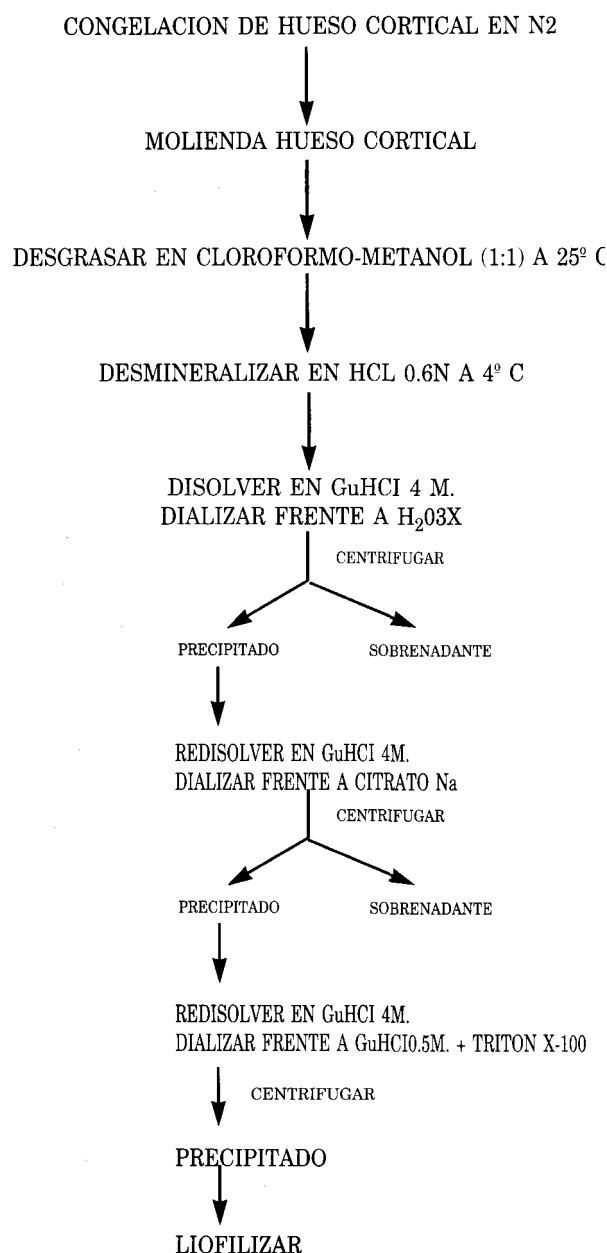 CONGELACION DE HUESO CORTICAL EN N2
MOLIENDA HUESO CORTICAL
DESGRASAR EN CLOROFORMO-METANOL (1:1) A 25º C
DESMINERALIZAR EN HCL 0.6N A 4º C
DISOLVER EN GuHCI 4 M.
DIALIZAR FRENTE A H₂03X
CENTRIFUGAR
PRECIPITADO SOBRENADANTE
REDISOLVER EN GuHCI 4M.
DIALIZAR FRENTE A CITRATO Na
CENTRIFUGAR
PRECIPITADO SOBRENADANTE
REDISOLVER EN GuHCI 4M.
DIALIZAR FRENTE A GuHCI0.5M. + TRITON X-100
CENTRIFUGAR
PRECIPITADO
LIOFILIZAR